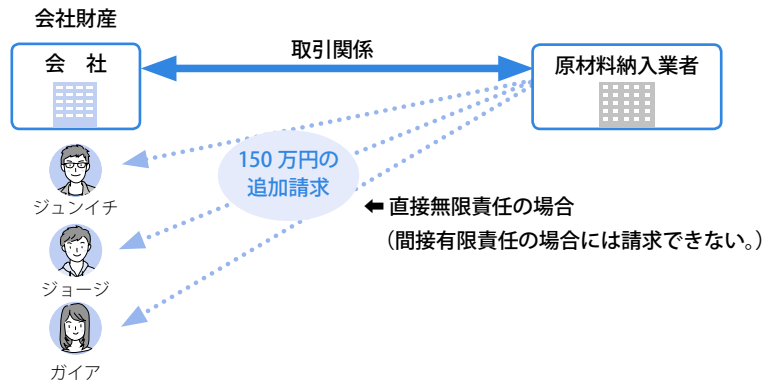 会社財産
会　社
取引関係
原材料納入業者
150 万円の
追加請求
ジュンイチ
⬅ 直接無限責任の場合
（間接有限責任の場合には請求できない。）
ジョージ
ガイア